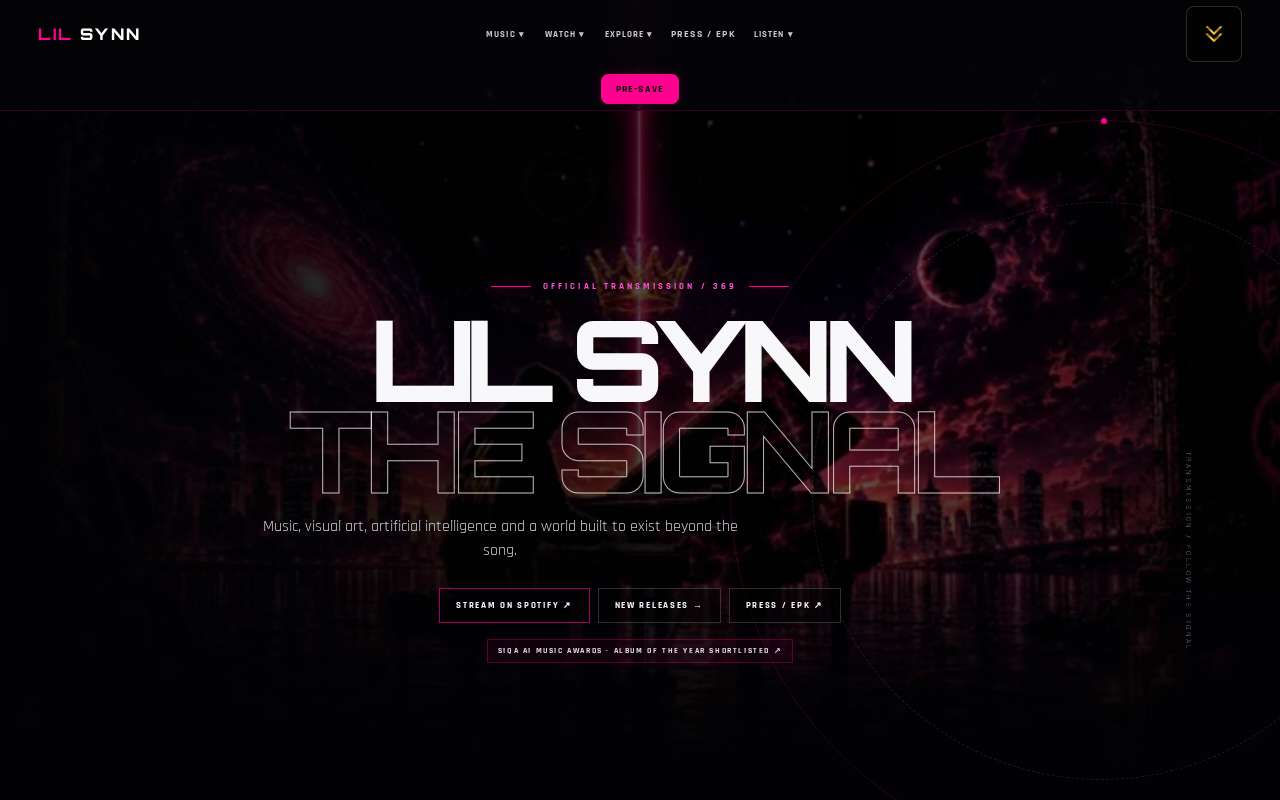 LIL SYNN
MUSIC ▾ WATCH ▾ EXPLORE ▾ PRESS / EPK LISTEN ▾
PRE-SAVE
OFFICIAL TRANSMISSION / 369
LIL SYNN
THE SIGNAL
Music, visual art, artificial intelligence and a world built to exist beyond the
song.
STREAM ON SPOTIFY ↗ NEW RELEASES → PRESS / EPK ↗
SIQA AI MUSIC AWARDS · ALBUM OF THE YEAR SHORTLISTED ↗
TRANSMISSION / FOLLOW THE SIGNAL